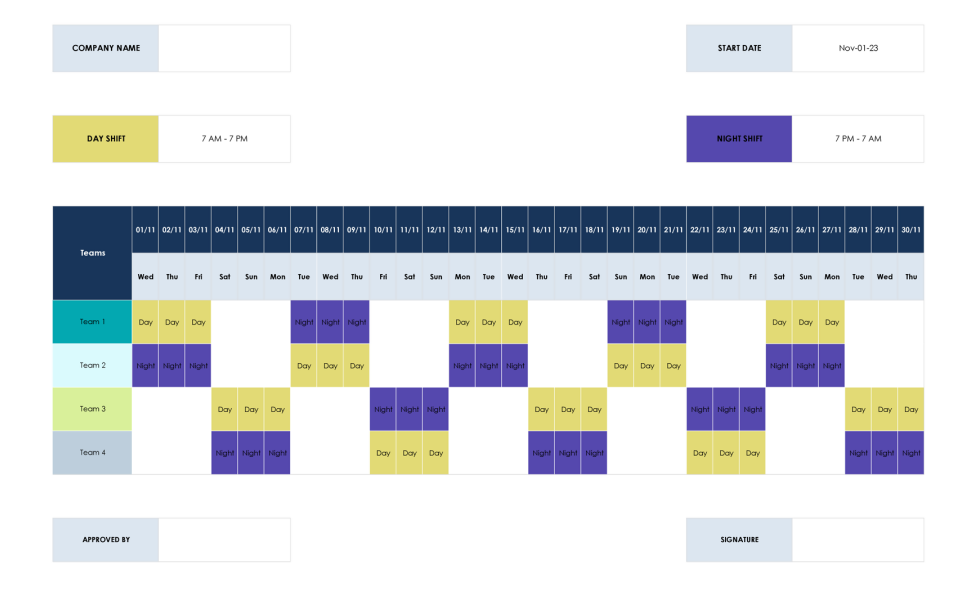 COMPANY NAME
START DATE Nov-01-23
DAY SHIFT 7 AM - 7 PM
NIGHT SHIFT 7 PM - 7 AM
Teams
01/11 02/11 03/11 04/11 05/11 06/11 07/11 08/11 09/11 10/11 11/11 12/11 13/11 14/11 15/11 16/11 17/11 18/11 19/11 20/11 21/11 22/11 23/11 24/11 25/11 26/11 27/11 28/11 29/11 30/11
Wed Thu Fri Sat Sun Mon Tue Wed Thu Fri Sat Sun Mon Tue Wed Thu Fri Sat Sun Mon Tue Wed Thu Fri Sat Sun Mon Tue Wed Thu
Team 1 Day Day Day Night Night Night Day Day Day Night Night Night Day Day Day
Team 2 Night Night Night Day Day Day Night Night Night Day Day Day Night Night Night
Team 3 Day Day Day Night Night Night Day Day Day Night Night Night Day Day Day
Team 4 Night Night Night Day Day Day Night Night Night Day Day Day Night Night Night
APPROVED BY
SIGNATURE